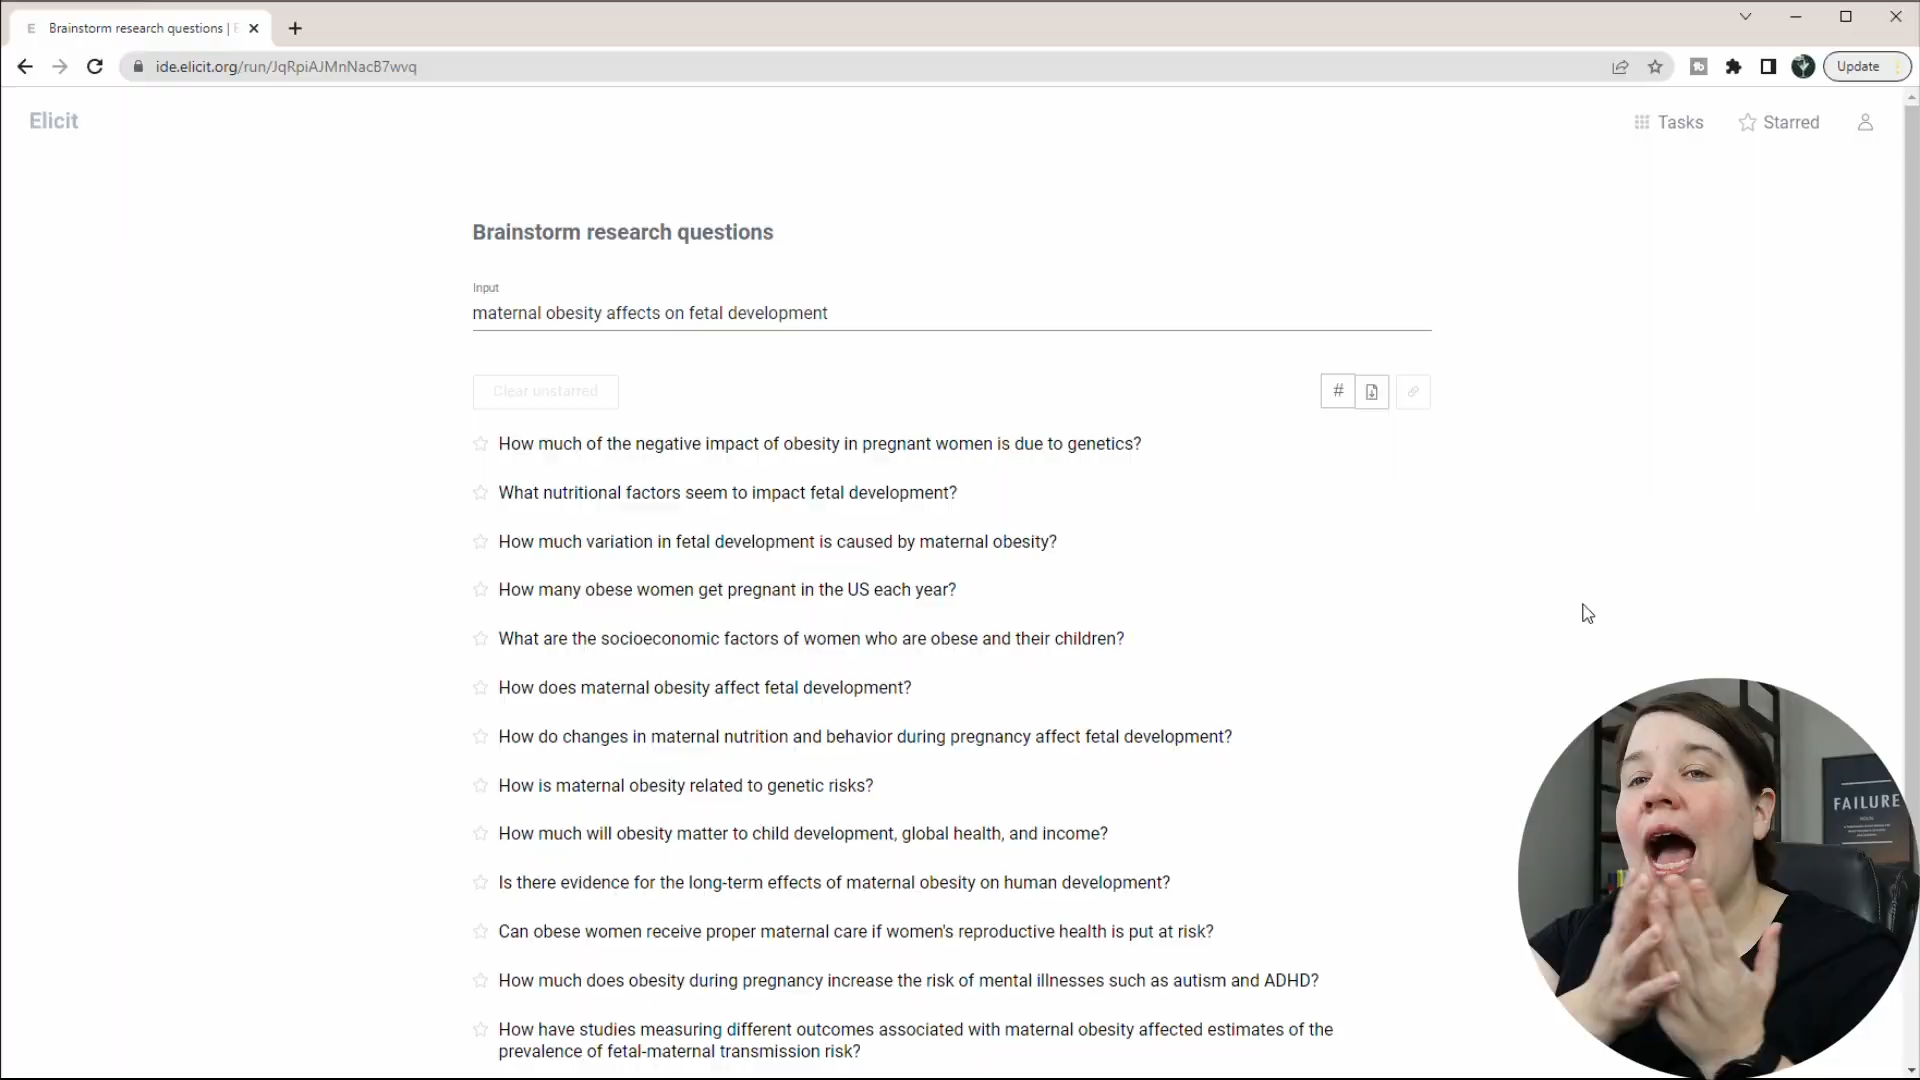 Brainstorm research questions |
ide.elicit.org/run/JqRpiAJMnNacB7wvq
Update
Elicit
Tasks
Starred
Brainstorm research questions
Input
maternal obesity affects on fetal development
Clear unstarred
#
How much of the negative impact of obesity in pregnant women is due to genetics?
What nutritional factors seem to impact fetal development?
How much variation in fetal development is caused by maternal obesity?
How many obese women get pregnant in the US each year?
What are the socioeconomic factors of women who are obese and their children?
How does maternal obesity affect fetal development?
How do changes in maternal nutrition and behavior during pregnancy affect fetal development?
How is maternal obesity related to genetic risks?
How much will obesity matter to child development, global health, and income?
Is there evidence for the long-term effects of maternal obesity on human development?
Can obese women receive proper maternal care if women's reproductive health is put at risk?
How much does obesity during pregnancy increase the risk of mental illnesses such as autism and ADHD?
How have studies measuring different outcomes associated with maternal obesity affected estimates of the
prevalence of fetal-maternal transmission risk?
FAILURE